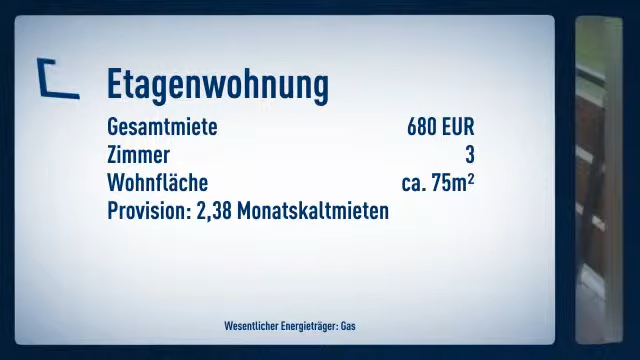 Etagenwohnung
Gesamtmiete 680 EUR
Zimmer 3
Wohnfläche ca. 75m²
Provision: 2,38 Monatskaltmieten
Wesentlicher Energieträger: Gas